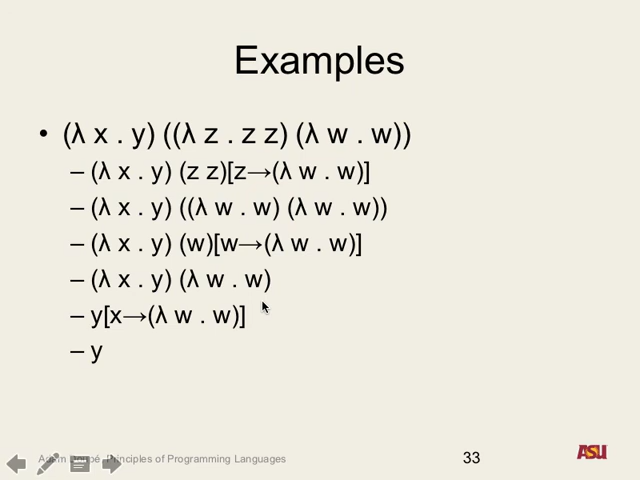 Examples
• (λ x . y) ((λ z . z z) (λ w . w))
– (λ x . y) (z z)[z→(λ w . w)]
– (λ x . y) ((λ w . w) (λ w . w))
– (λ x . y) (w)[w→(λ w . w)]
– (λ x . y) (λ w . w)
– y[x→(λ w . w)]
– y
Principles of Programming Languages
33
ASU